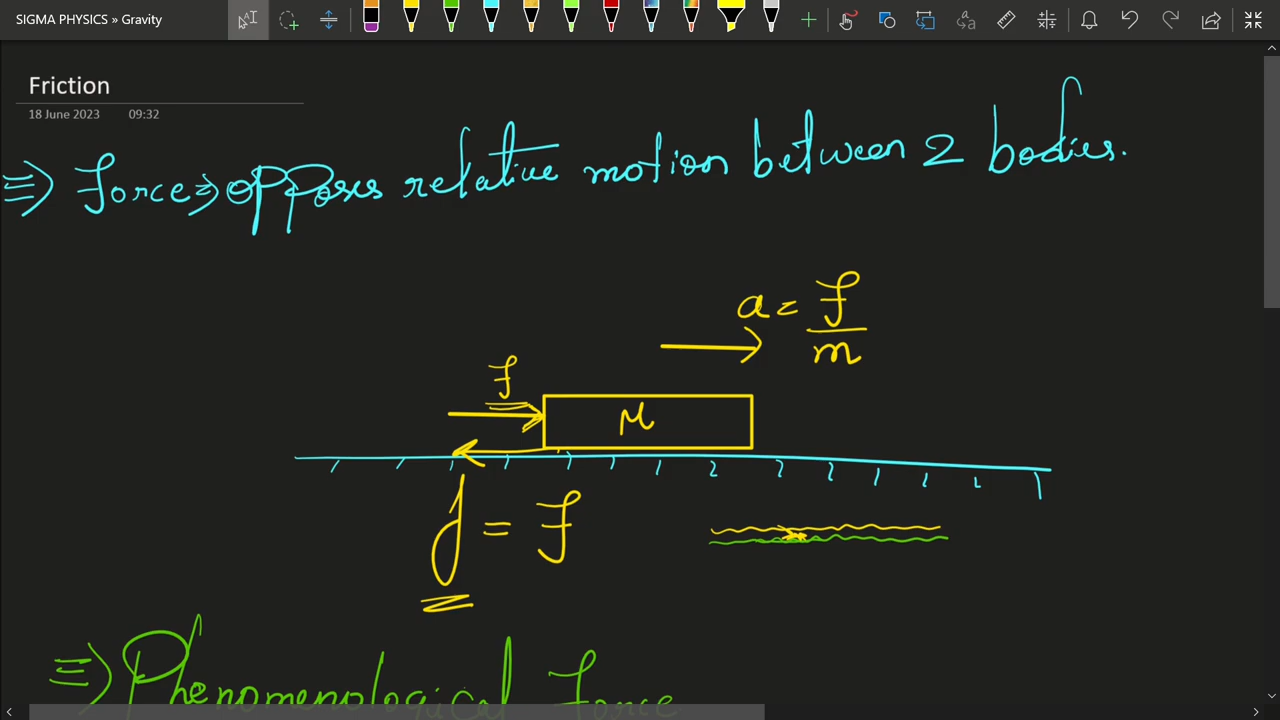 SIGMA PHYSICS » Gravity
Friction
18 June 2023 09:32
⇒ Force ⇒ opposes relative motion between 2 bodies.
a = F/m
F
M
f = F
⇒ Phenomenological Force